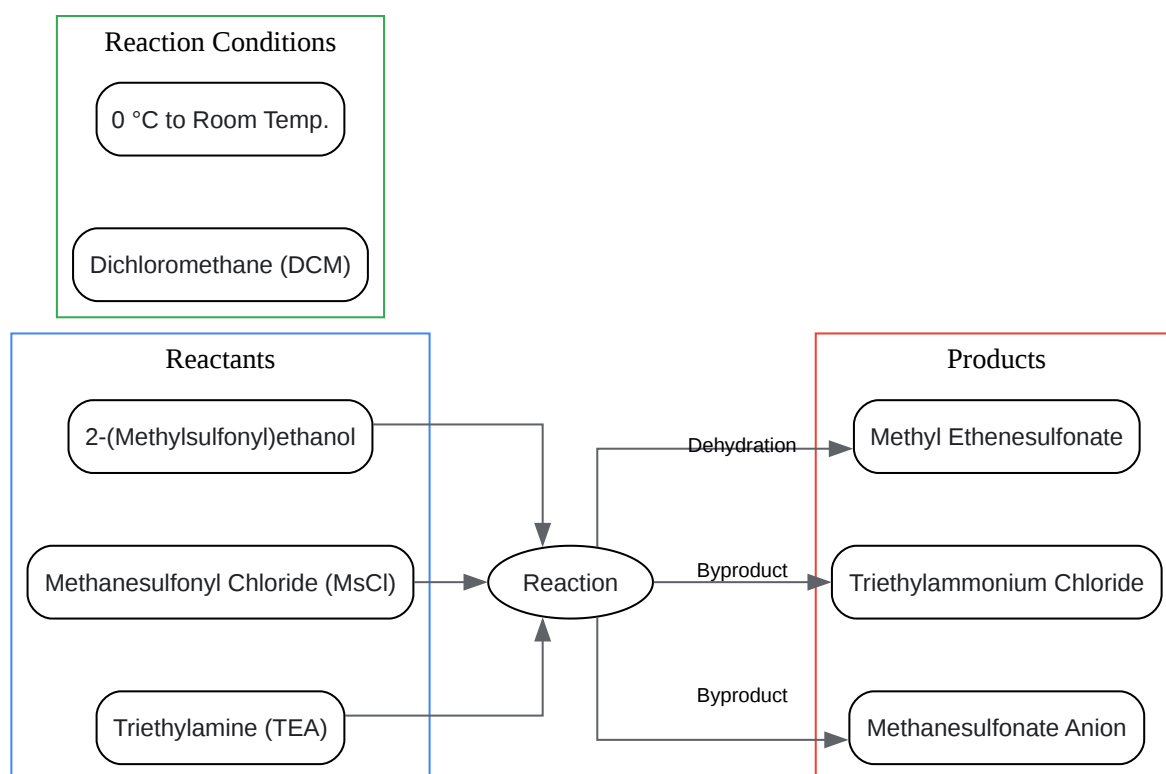 Reaction Conditions
0 °C to Room Temp.
Dichloromethane (DCM)
Reactants
2-(Methylsulfonyl)ethanol
Methanesulfonyl Chloride (MsCl)
Triethylamine (TEA)
Reaction
Dehydration
Byproduct
Byproduct
Products
Methyl Ethenesulfonate
Triethylammonium Chloride
Methanesulfonate Anion